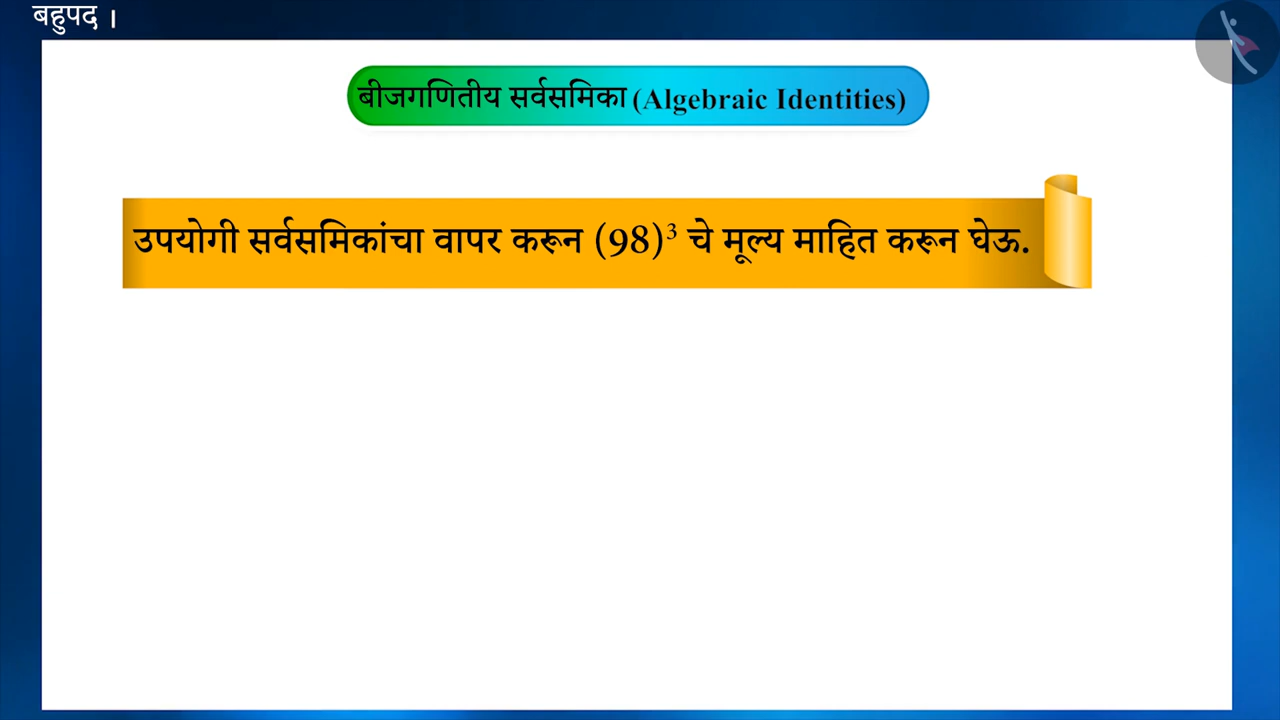 बहुपद ।
बीजगणितीय सर्वसमिका (Algebraic Identities)
उपयोगी सर्वसमिकांचा वापर करून (98)³ चे मूल्य माहित करून घेऊ.